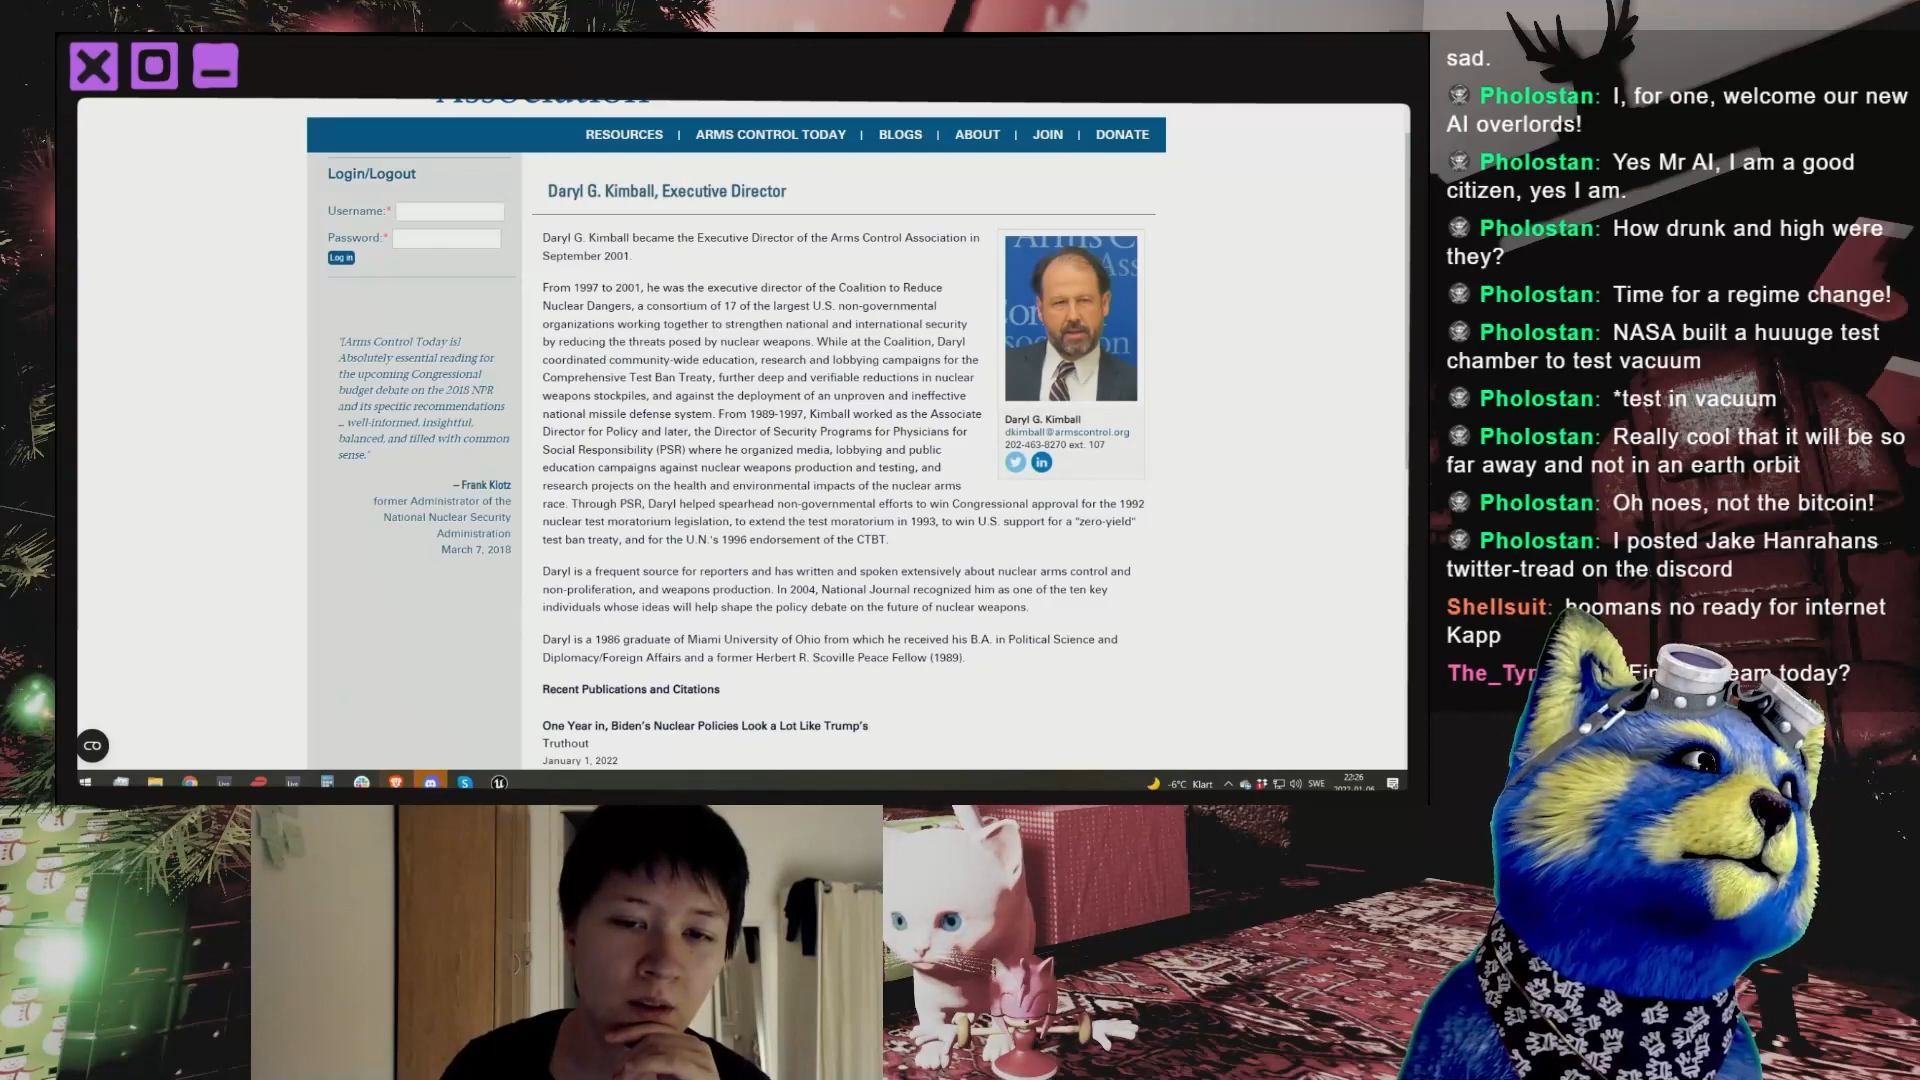 Association
RESOURCES | ARMS CONTROL TODAY | BLOGS | ABOUT | JOIN | DONATE
Login/Logout
Username:*
Password:*
Log in
"[Arms Control Today is]
Absolutely essential reading for
the upcoming Congressional
budget debate on the 2018 NPR
and its specific recommendations
... well-informed, insightful,
balanced, and filled with common
sense."
– Frank Klotz
former Administrator of the
National Nuclear Security
Administration
March 7, 2018
Daryl G. Kimball, Executive Director
Daryl G. Kimball became the Executive Director of the Arms Control Association in
September 2001.
From 1997 to 2001, he was the executive director of the Coalition to Reduce
Nuclear Dangers, a consortium of 17 of the largest U.S. non-governmental
organizations working together to strengthen national and international security
by reducing the threats posed by nuclear weapons. While at the Coalition, Daryl
coordinated community-wide education, research and lobbying campaigns for the
Comprehensive Test Ban Treaty, further deep and verifiable reductions in nuclear
weapons stockpiles, and against the deployment of an unproven and ineffective
national missile defense system. From 1989-1997, Kimball worked as the Associate
Director for Policy and later, the Director of Security Programs for Physicians for
Social Responsibility (PSR) where he organized media, lobbying and public
education campaigns against nuclear weapons production and testing, and
research projects on the health and environmental impacts of the nuclear arms
race. Through PSR, Daryl helped spearhead non-governmental efforts to win Congressional approval for the 1992
nuclear test moratorium legislation, to extend the test moratorium in 1993, to win U.S. support for a "zero-yield"
test ban treaty, and for the U.N.'s 1996 endorsement of the CTBT.
Daryl is a frequent source for reporters and has written and spoken extensively about nuclear arms control and
non-proliferation, and weapons production. In 2004, National Journal recognized him as one of the ten key
individuals whose ideas will help shape the policy debate on the future of nuclear weapons.
Daryl is a 1986 graduate of Miami University of Ohio from which he received his B.A. in Political Science and
Diplomacy/Foreign Affairs and a former Herbert R. Scoville Peace Fellow (1989).
Recent Publications and Citations
One Year in, Biden's Nuclear Policies Look a Lot Like Trump's
Truthout
January 1, 2022
Arms C
Ass
Con
on
Daryl G. Kimball
dkimball@armscontrol.org
202-463-8270 ext. 107
-6°C Klart
SWE
22:26
2022-01-06
sad.
Pholostan: I, for one, welcome our new
AI overlords!
Pholostan: Yes Mr AI, I am a good
citizen, yes I am.
Pholostan: How drunk and high were
they?
Pholostan: Time for a regime change!
Pholostan: NASA built a huuuge test
chamber to test vacuum
Pholostan: *test in vacuum
Pholostan: Really cool that it will be so
far away and not in an earth orbit
Pholostan: Oh noes, not the bitcoin!
Pholostan: I posted Jake Hanrahans
twitter-tread on the discord
Shellsuit: hoomans no ready for internet
Kapp
The_Tyr
today?